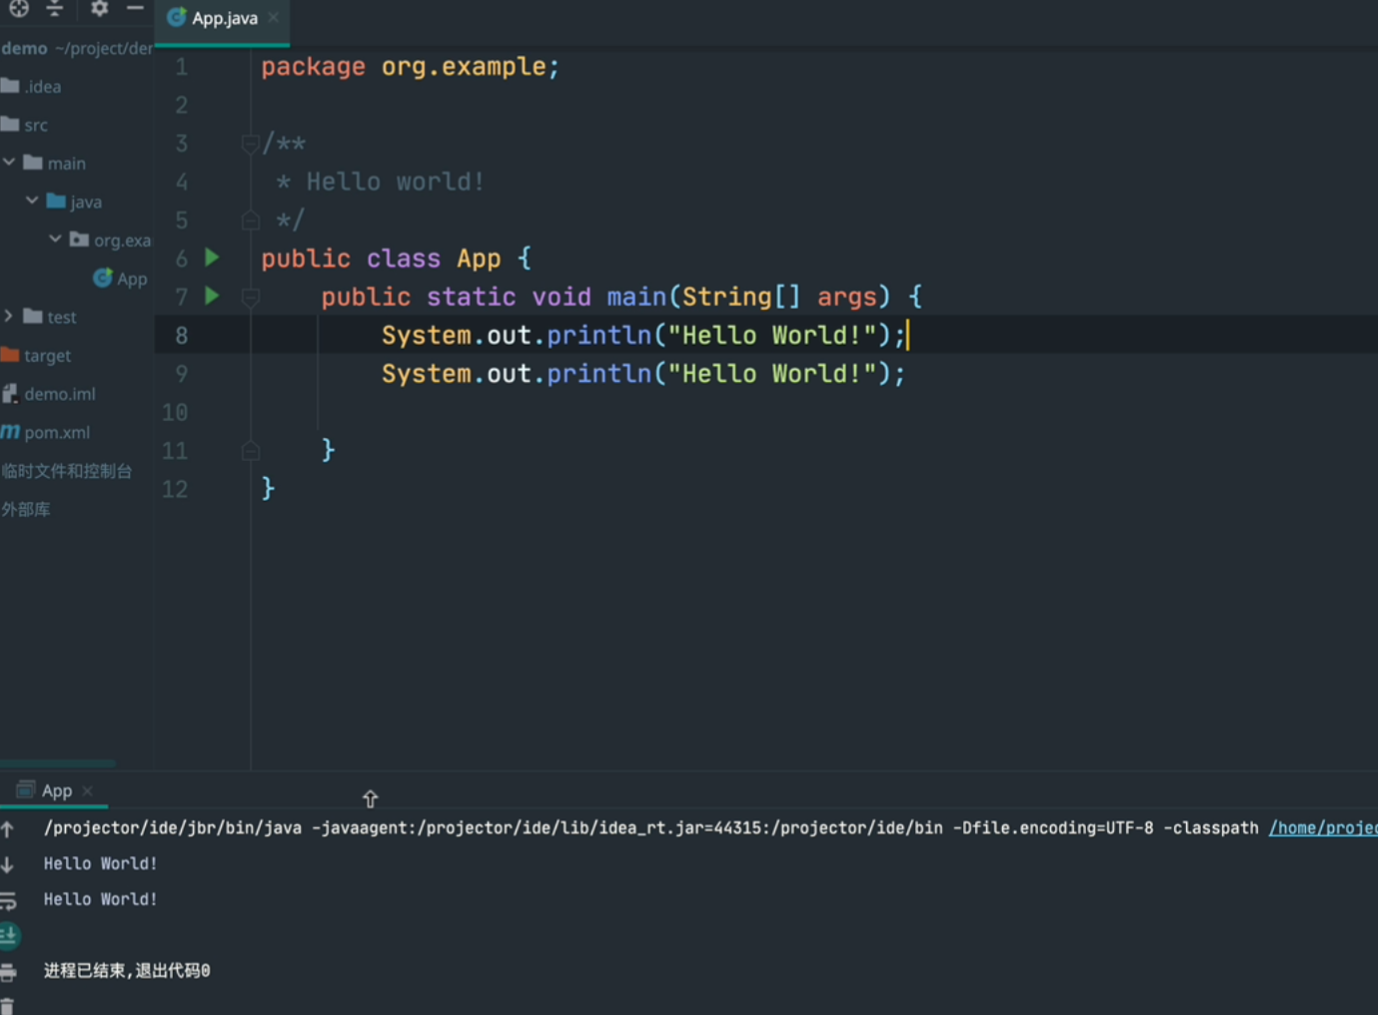 App.java
demo ~/project/der
.idea
src
main
java
org.exa
App
test
target
demo.iml
pom.xml
临时文件和控制台
外部库
1 package org.example;
2
3 /**
4 * Hello world!
5 */
6 public class App {
7 public static void main(String[] args) {
8 System.out.println("Hello World!");
9 System.out.println("Hello World!");
10
11 }
12 }
App
/projector/ide/jbr/bin/java -javaagent:/projector/ide/lib/idea_rt.jar=44315:/projector/ide/bin -Dfile.encoding=UTF-8 -classpath /home/projec
Hello World!
Hello World!
进程已结束,退出代码0